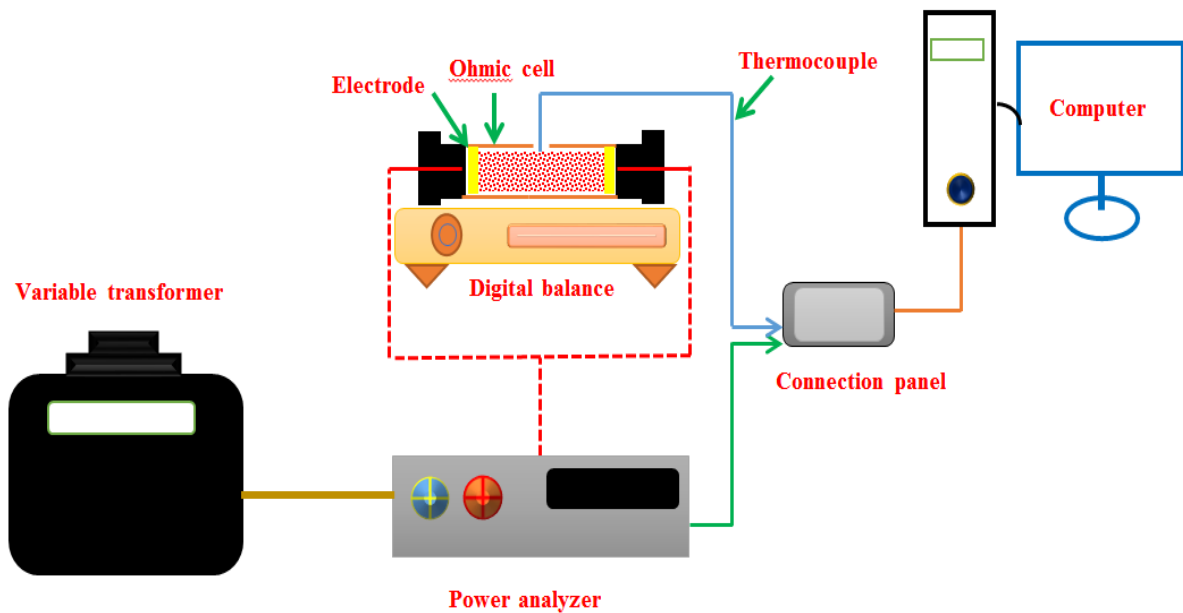 Ohmic cell
Thermocouple
Electrode
Computer
Digital balance
Variable transformer
Connection panel
Power analyzer